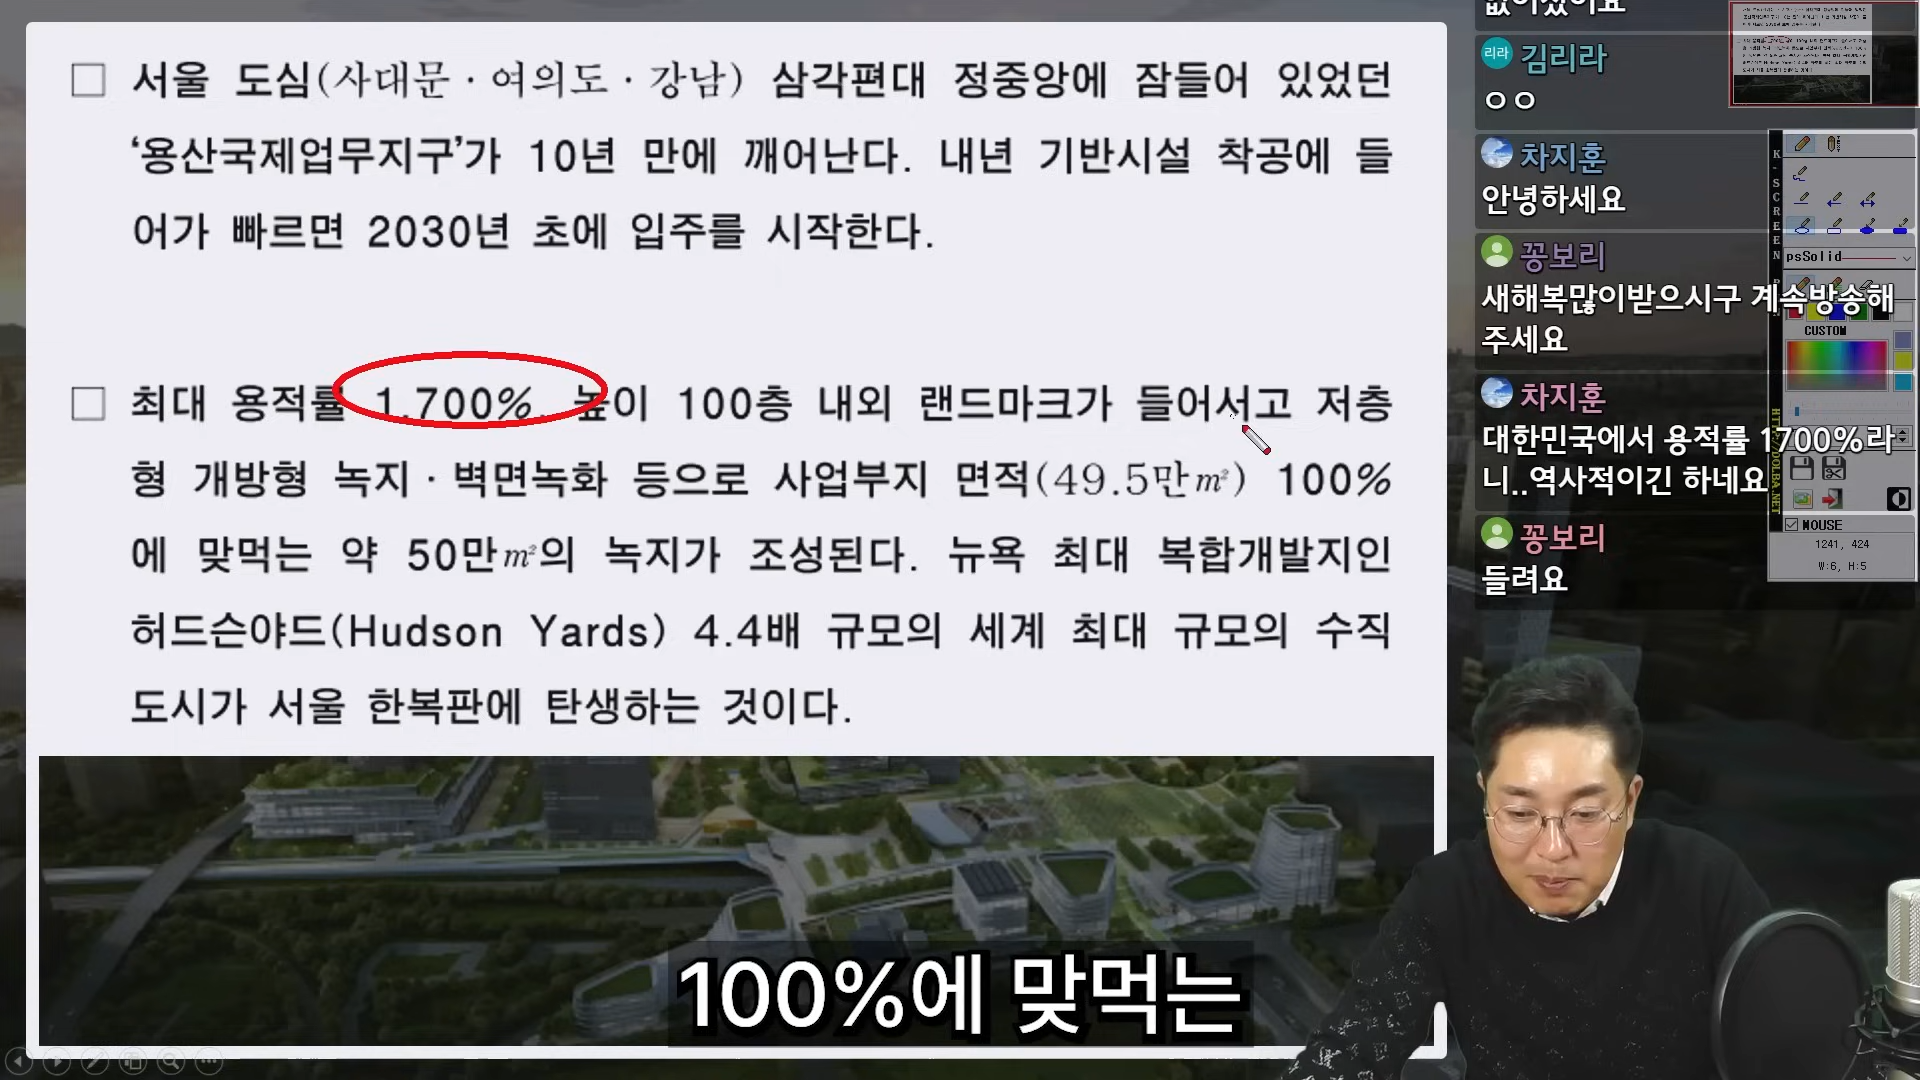 □ 서울 도심(사대문·여의도·강남) 삼각편대 정중앙에 잠들어 있었던
‘용산국제업무지구’가 10년 만에 깨어난다. 내년 기반시설 착공에 들
어가 빠르면 2030년 초에 입주를 시작한다.
□ 최대 용적률 1,700%, 높이 100층 내외 랜드마크가 들어서고 저층
형 개방형 녹지·벽면녹화 등으로 사업부지 면적(49.5만㎡) 100%
에 맞먹는 약 50만㎡의 녹지가 조성된다. 뉴욕 최대 복합개발지인
허드슨야드(Hudson Yards) 4.4배 규모의 세계 최대 규모의 수직
도시가 서울 한복판에 탄생하는 것이다.
100%에 맞먹는
리라 김리라
ㅇㅇ
차지훈
안녕하세요
꽁보리
새해복많이받으시구 계속방송해
주세요
차지훈
대한민국에서 용적률 1700%라
니..역사적이긴 하네요
꽁보리
들려요
psSolid
CUSTOM
MOUSE
1241, 424
W:6, H:5